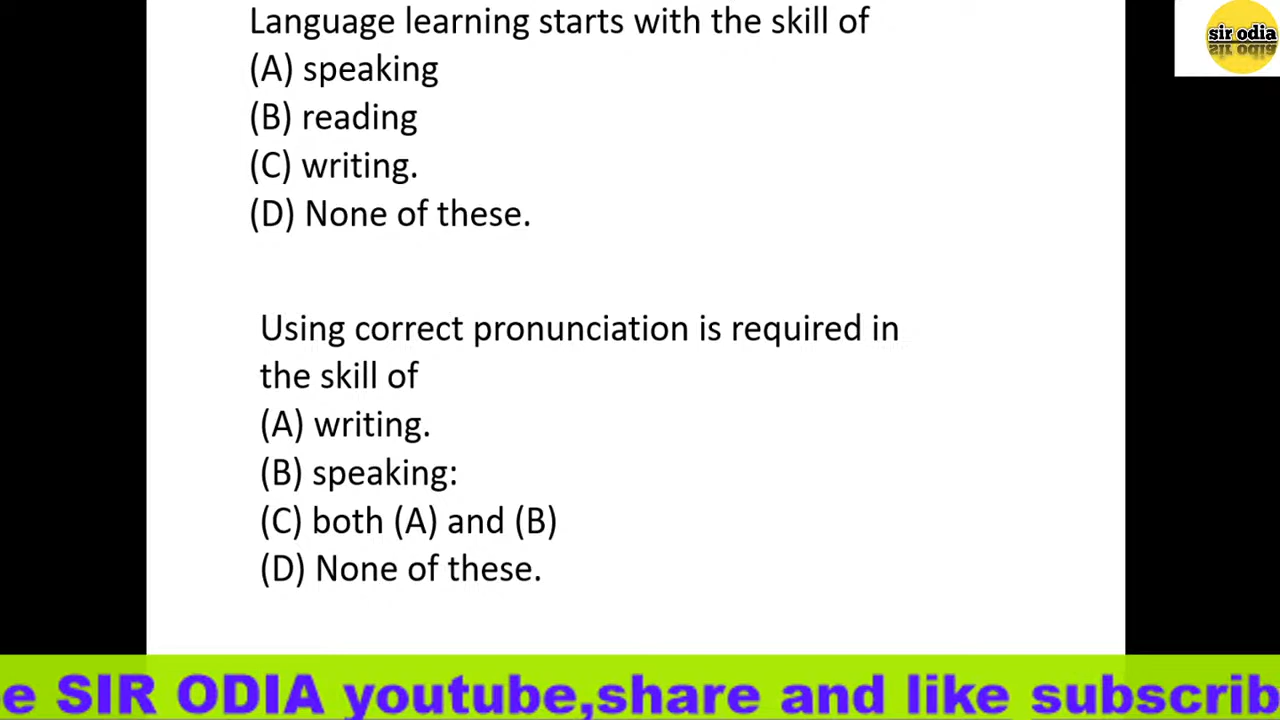 Language learning starts with the skill of
sir odia
(A) speaking
(B) reading
(C) writing.
(D) None of these.
Using correct pronunciation is required in
the skill of
(A) writing.
(B) speaking:
(C) both (A) and (B)
(D) None of these.
e SIR ODIA youtube,share and like subscrib